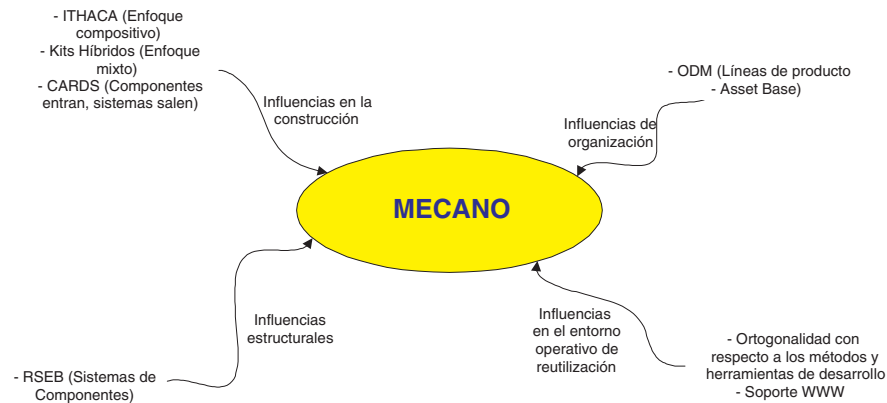 - ITHACA (Enfoque
compositivo)
- Kits Híbridos (Enfoque
mixto)
- CARDS (Componentes
entran, sistemas salen)
Influencias en la
construcción
- ODM (Líneas de producto
- Asset Base)
Influencias de
organización
MECANO
Influencias
estructurales
- RSEB (Sistemas de
Componentes)
Influencias
en el entorno
operativo de
reutilización
- Ortogonalidad con
respecto a los métodos y
herramientas de desarrollo
- Soporte WWW